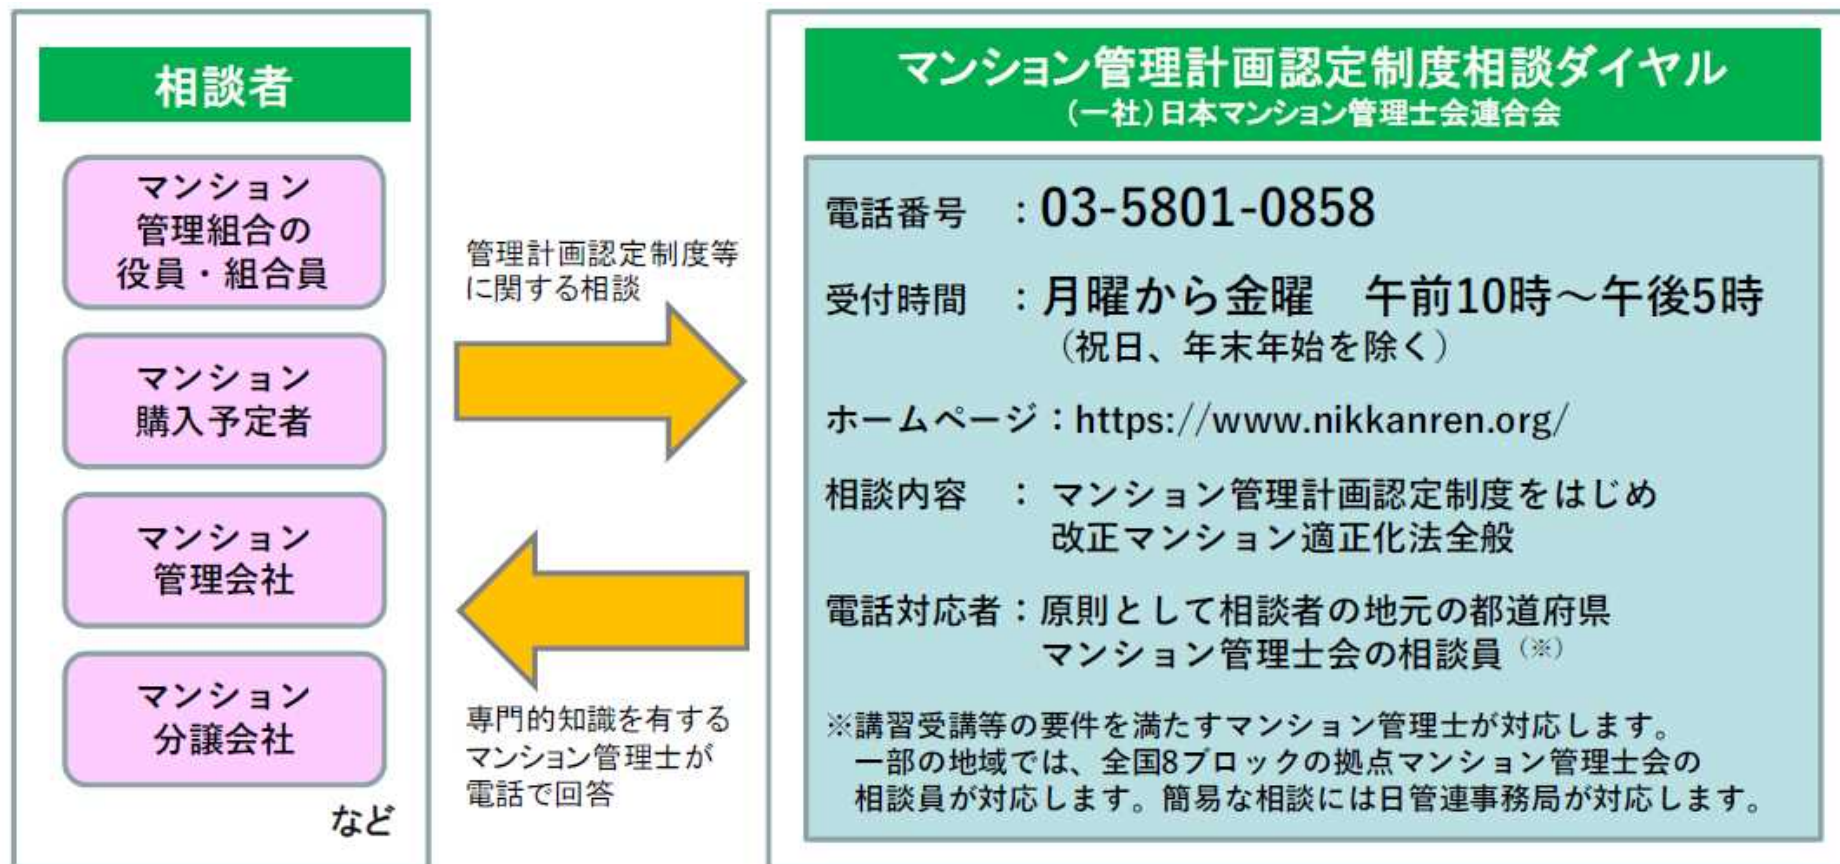 相談者
マンション
管理組合の
役員・組合員
マンション
購入予定者
マンション
管理会社
マンション
分譲会社
など
管理計画認定制度等
に関する相談
専門的知識を有する
マンション管理士が
電話で回答
マンション管理計画認定制度相談ダイヤル
(一社)日本マンション管理士会連合会
電話番号　：03-5801-0858
受付時間　：月曜から金曜　午前10時～午後5時
（祝日、年末年始を除く）
ホームページ：https://www.nikkanren.org/
相談内容　：マンション管理計画認定制度をはじめ
改正マンション適正化法全般
電話対応者：原則として相談者の地元の都道府県
マンション管理士会の相談員（※）
※講習受講等の要件を満たすマンション管理士が対応します。
一部の地域では、全国8ブロックの拠点マンション管理士会の
相談員が対応します。簡易な相談には日管連事務局が対応します。